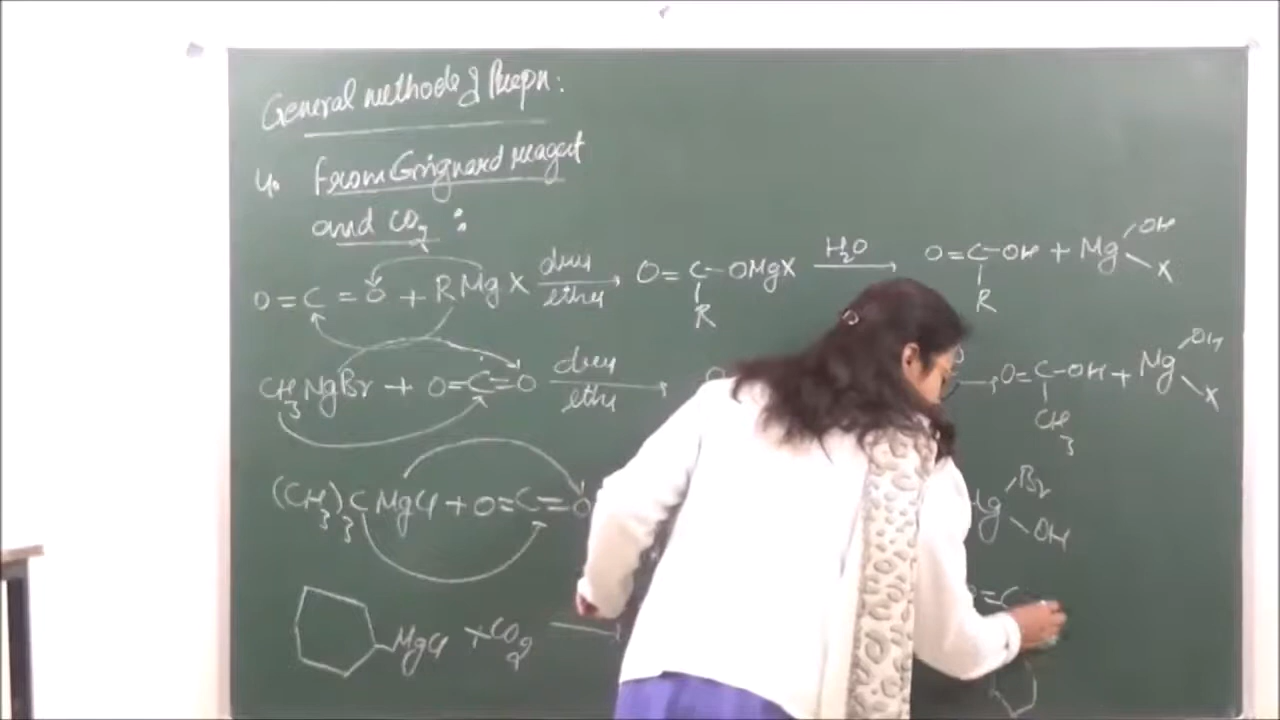 General methods of Prepn:
4. From Grignard reagent
and CO2 :
O=C=O + RMgX dry ether → O=C-OMgX H2O → O=C-OH + Mg OH X
R R
CH3MgBr + O=C=O dry ether → → O=C-OH + Mg OH X
CH3
(CH3)3CMgCl + O=C=O Br OH
MgCl + CO2 → =C